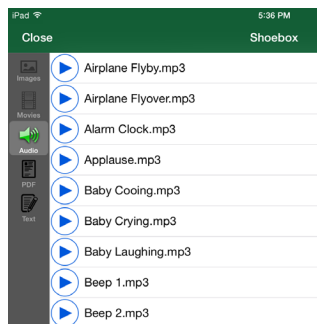 iPad 5:36 PM
Close Shoebox
Images
Movies
Audio
PDF
Text
Airplane Flyby.mp3
Airplane Flyover.mp3
Alarm Clock.mp3
Applause.mp3
Baby Cooing.mp3
Baby Crying.mp3
Baby Laughing.mp3
Beep 1.mp3
Beep 2.mp3